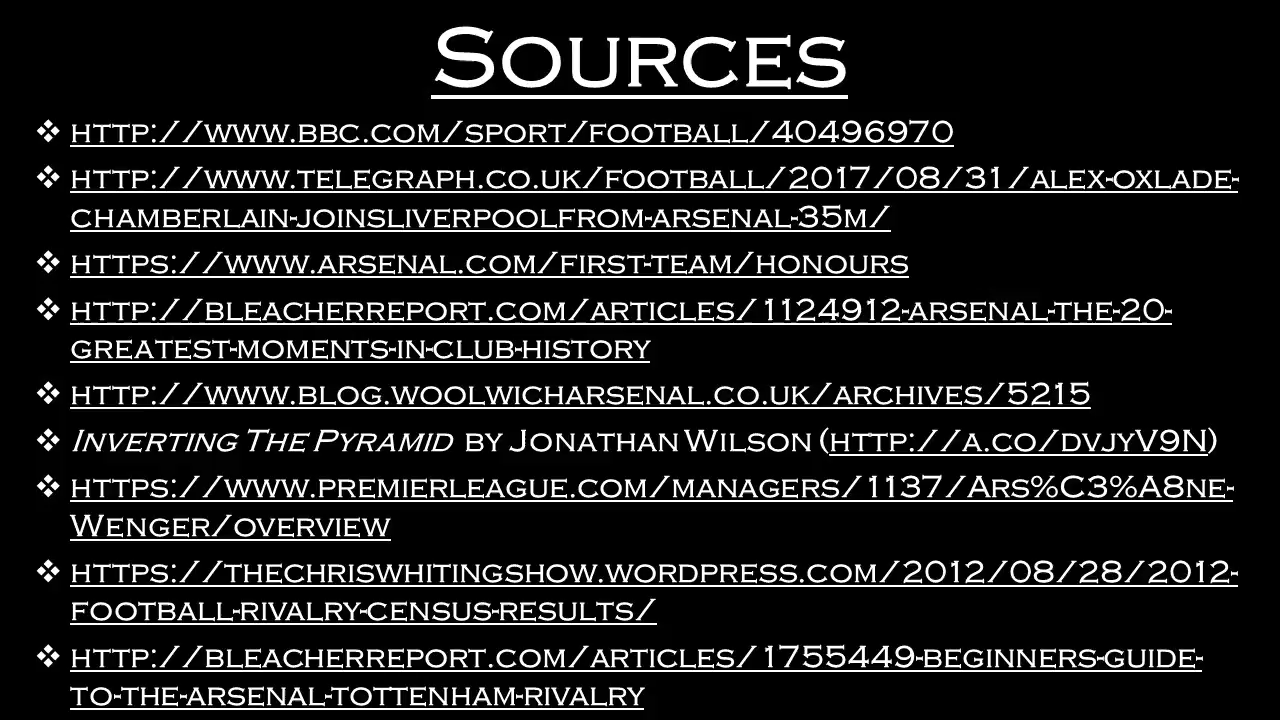 Sources
❖ http://www.bbc.com/sport/football/40496970
❖ http://www.telegraph.co.uk/football/2017/08/31/alex-oxlade-
chamberlain-joinsliverpoolfrom-arsenal-35m/
❖ https://www.arsenal.com/first-team/honours
❖ http://bleacherreport.com/articles/1124912-arsenal-the-20-
greatest-moments-in-club-history
❖ http://www.blog.woolwicharsenal.co.uk/archives/5215
❖ Inverting The Pyramid by Jonathan Wilson (http://a.co/dvjyV9N)
❖ https://www.premierleague.com/managers/1137/Ars%C3%A8ne-
Wenger/overview
❖ https://thechriswhitingshow.wordpress.com/2012/08/28/2012-
football-rivalry-census-results/
❖ http://bleacherreport.com/articles/1755449-beginners-guide-
to-the-arsenal-tottenham-rivalry